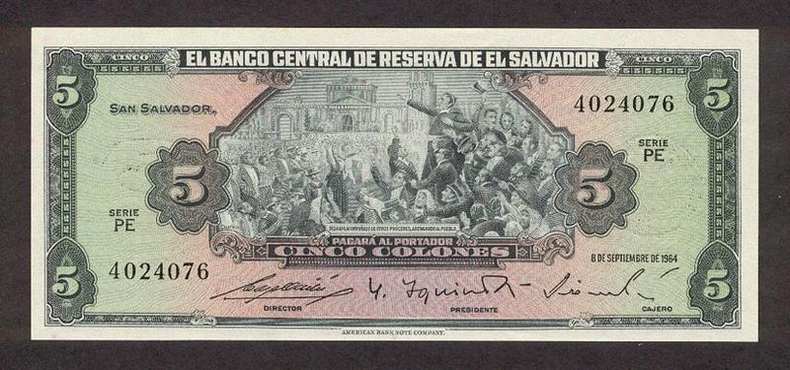 EL BANCO CENTRAL DE RESERVA DE EL SALVADOR
CINCO
CINCO
5
5
SAN SALVADOR,
4024076
SERIE
PE
5
5
SERIE
PE
PAGARÁ AL PORTADOR
CINCO COLONES
8 DE SEPTIEMBRE DE 1964
4024076
5
5
DIRECTOR
PRESIDENTE
CAJERO
AMERICAN BANK NOTE COMPANY.